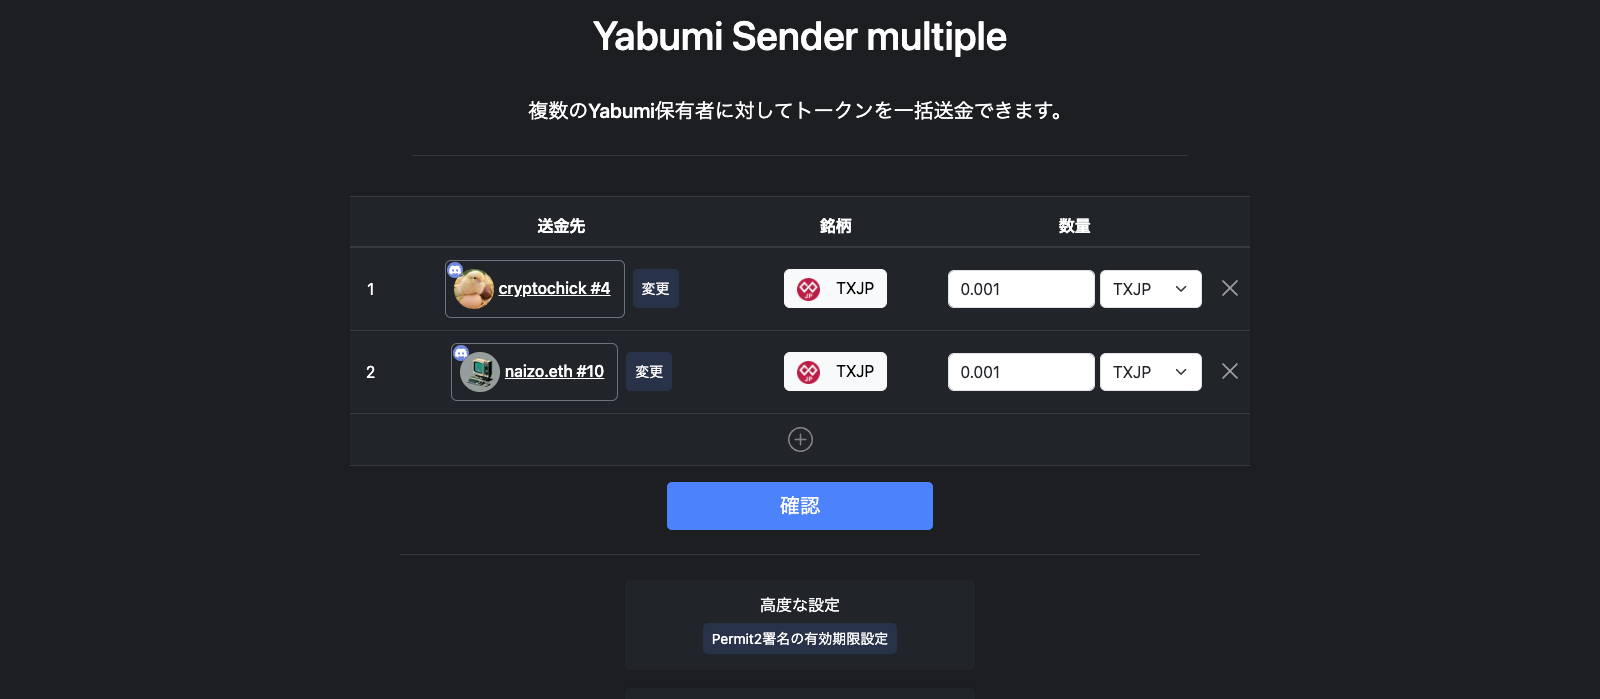 Yabumi Sender multiple
複数のYabumi保有者に対してトークンを一括送金できます。
送金先 銘柄 数量
1 cryptochick #4 変更 JP TXJP 0.001 TXJP
2 naizo.eth #10 変更 JP TXJP 0.001 TXJP
確認
高度な設定
Permit2署名の有効期限設定